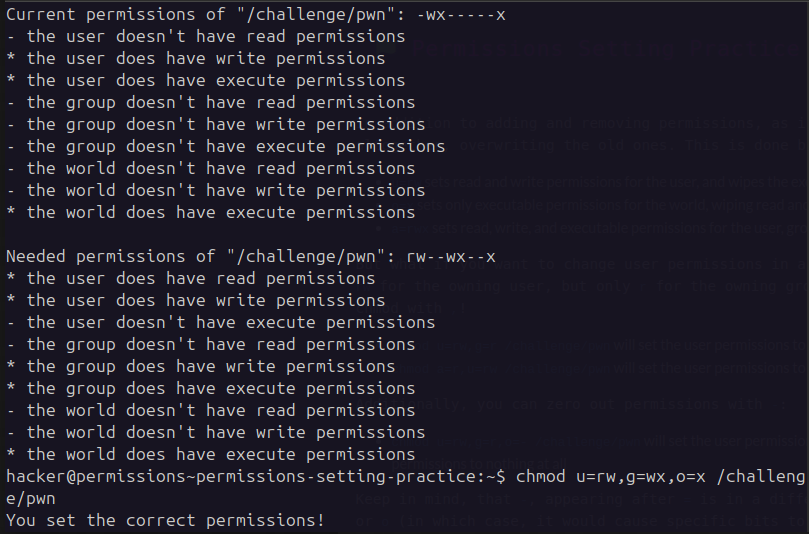 Current permissions of "/challenge/pwn": -wx-----x
- the user doesn't have read permissions
* the user does have write permissions
* the user does have execute permissions
- the group doesn't have read permissions
- the group doesn't have write permissions
- the group doesn't have execute permissions
- the world doesn't have read permissions
- the world doesn't have write permissions
* the world does have execute permissions

Needed permissions of "/challenge/pwn": rw--wx--x
* the user does have read permissions
* the user does have write permissions
- the user doesn't have execute permissions
- the group doesn't have read permissions
* the group does have write permissions
* the group does have execute permissions
- the world doesn't have read permissions
- the world doesn't have write permissions
* the world does have execute permissions
hacker@permissions~permissions-setting-practice:~$ chmod u=rw,g=wx,o=x /challeng
e/pwn
You set the correct permissions!